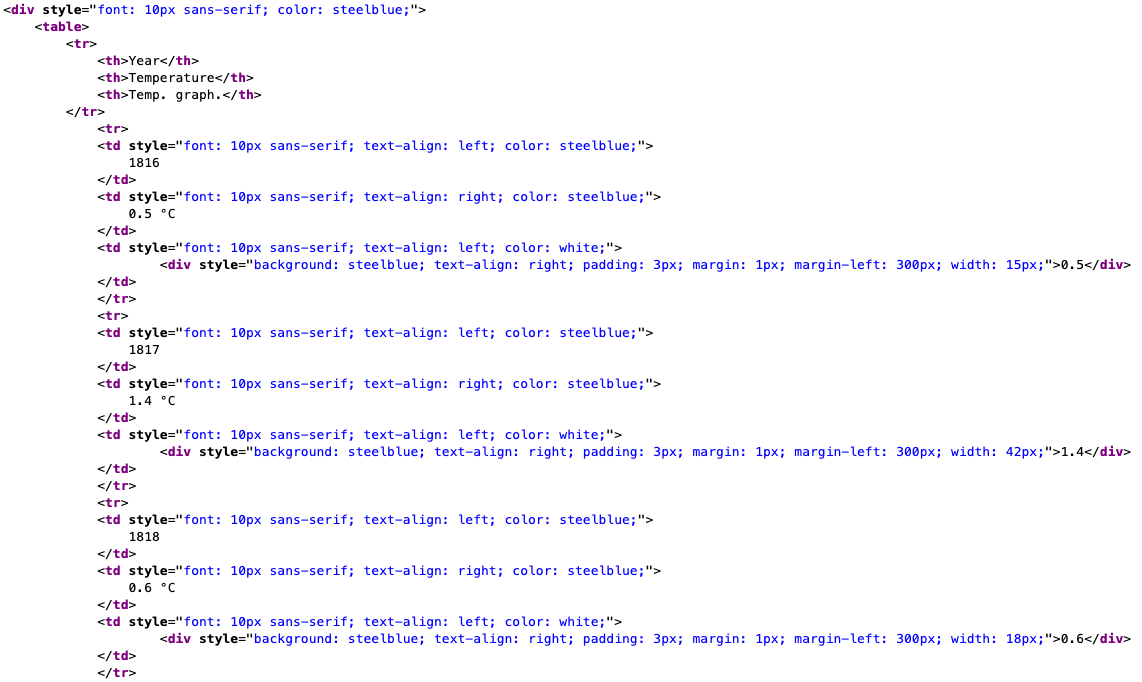 <div style="font: 10px sans-serif; color: steelblue;">
    <table>
        <tr>
            <th>Year</th>
            <th>Temperature</th>
            <th>Temp. graph.</th>
        </tr>
            <tr>
            <td style="font: 10px sans-serif; text-align: left; color: steelblue;">
                1816
            </td>
            <td style="font: 10px sans-serif; text-align: right; color: steelblue;">
                0.5 °C
            </td>
            <td style="font: 10px sans-serif; text-align: left; color: white;">
                    <div style="background: steelblue; text-align: right; padding: 3px; margin: 1px; margin-left: 300px; width: 15px;">0.5</div>
            </td>
            </tr>
            <tr>
            <td style="font: 10px sans-serif; text-align: left; color: steelblue;">
                1817
            </td>
            <td style="font: 10px sans-serif; text-align: right; color: steelblue;">
                1.4 °C
            </td>
            <td style="font: 10px sans-serif; text-align: left; color: white;">
                    <div style="background: steelblue; text-align: right; padding: 3px; margin: 1px; margin-left: 300px; width: 42px;">1.4</div>
            </td>
            </tr>
            <tr>
            <td style="font: 10px sans-serif; text-align: left; color: steelblue;">
                1818
            </td>
            <td style="font: 10px sans-serif; text-align: right; color: steelblue;">
                0.6 °C
            </td>
            <td style="font: 10px sans-serif; text-align: left; color: white;">
                    <div style="background: steelblue; text-align: right; padding: 3px; margin: 1px; margin-left: 300px; width: 18px;">0.6</div>
            </td>
            </tr>